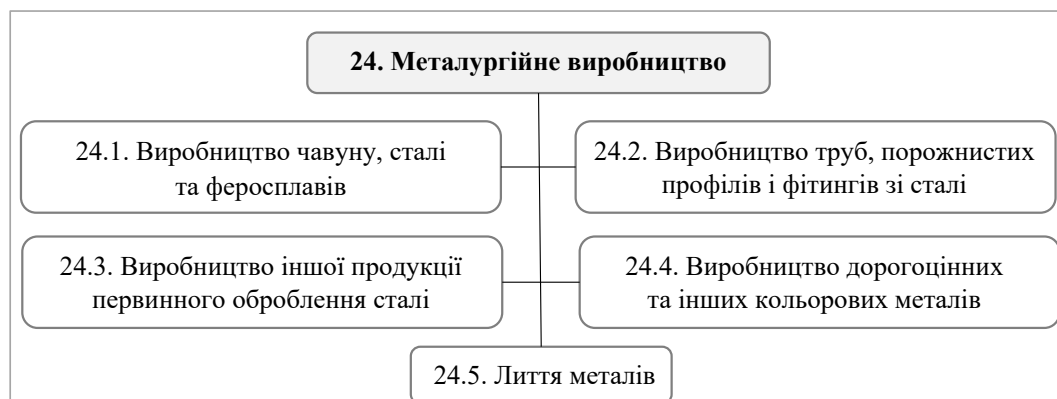 24. Металургійне виробництво
24.1. Виробництво чавуну, сталі
та феросплавів
24.2. Виробництво труб, порожнистих
профілів і фітингів зі сталі
24.3. Виробництво іншої продукції
первинного оброблення сталі
24.4. Виробництво дорогоцінних
та інших кольорових металів
24.5. Лиття металів